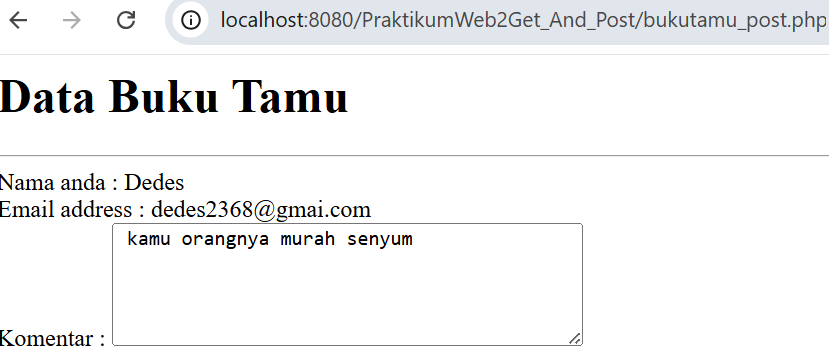 localhost:8080/PraktikumWeb2Get_And_Post/bukutamu_post.php
Data Buku Tamu
Nama anda : Dedes
Email address : dedes2368@gmai.com
kamu orangnya murah senyum
Komentar :